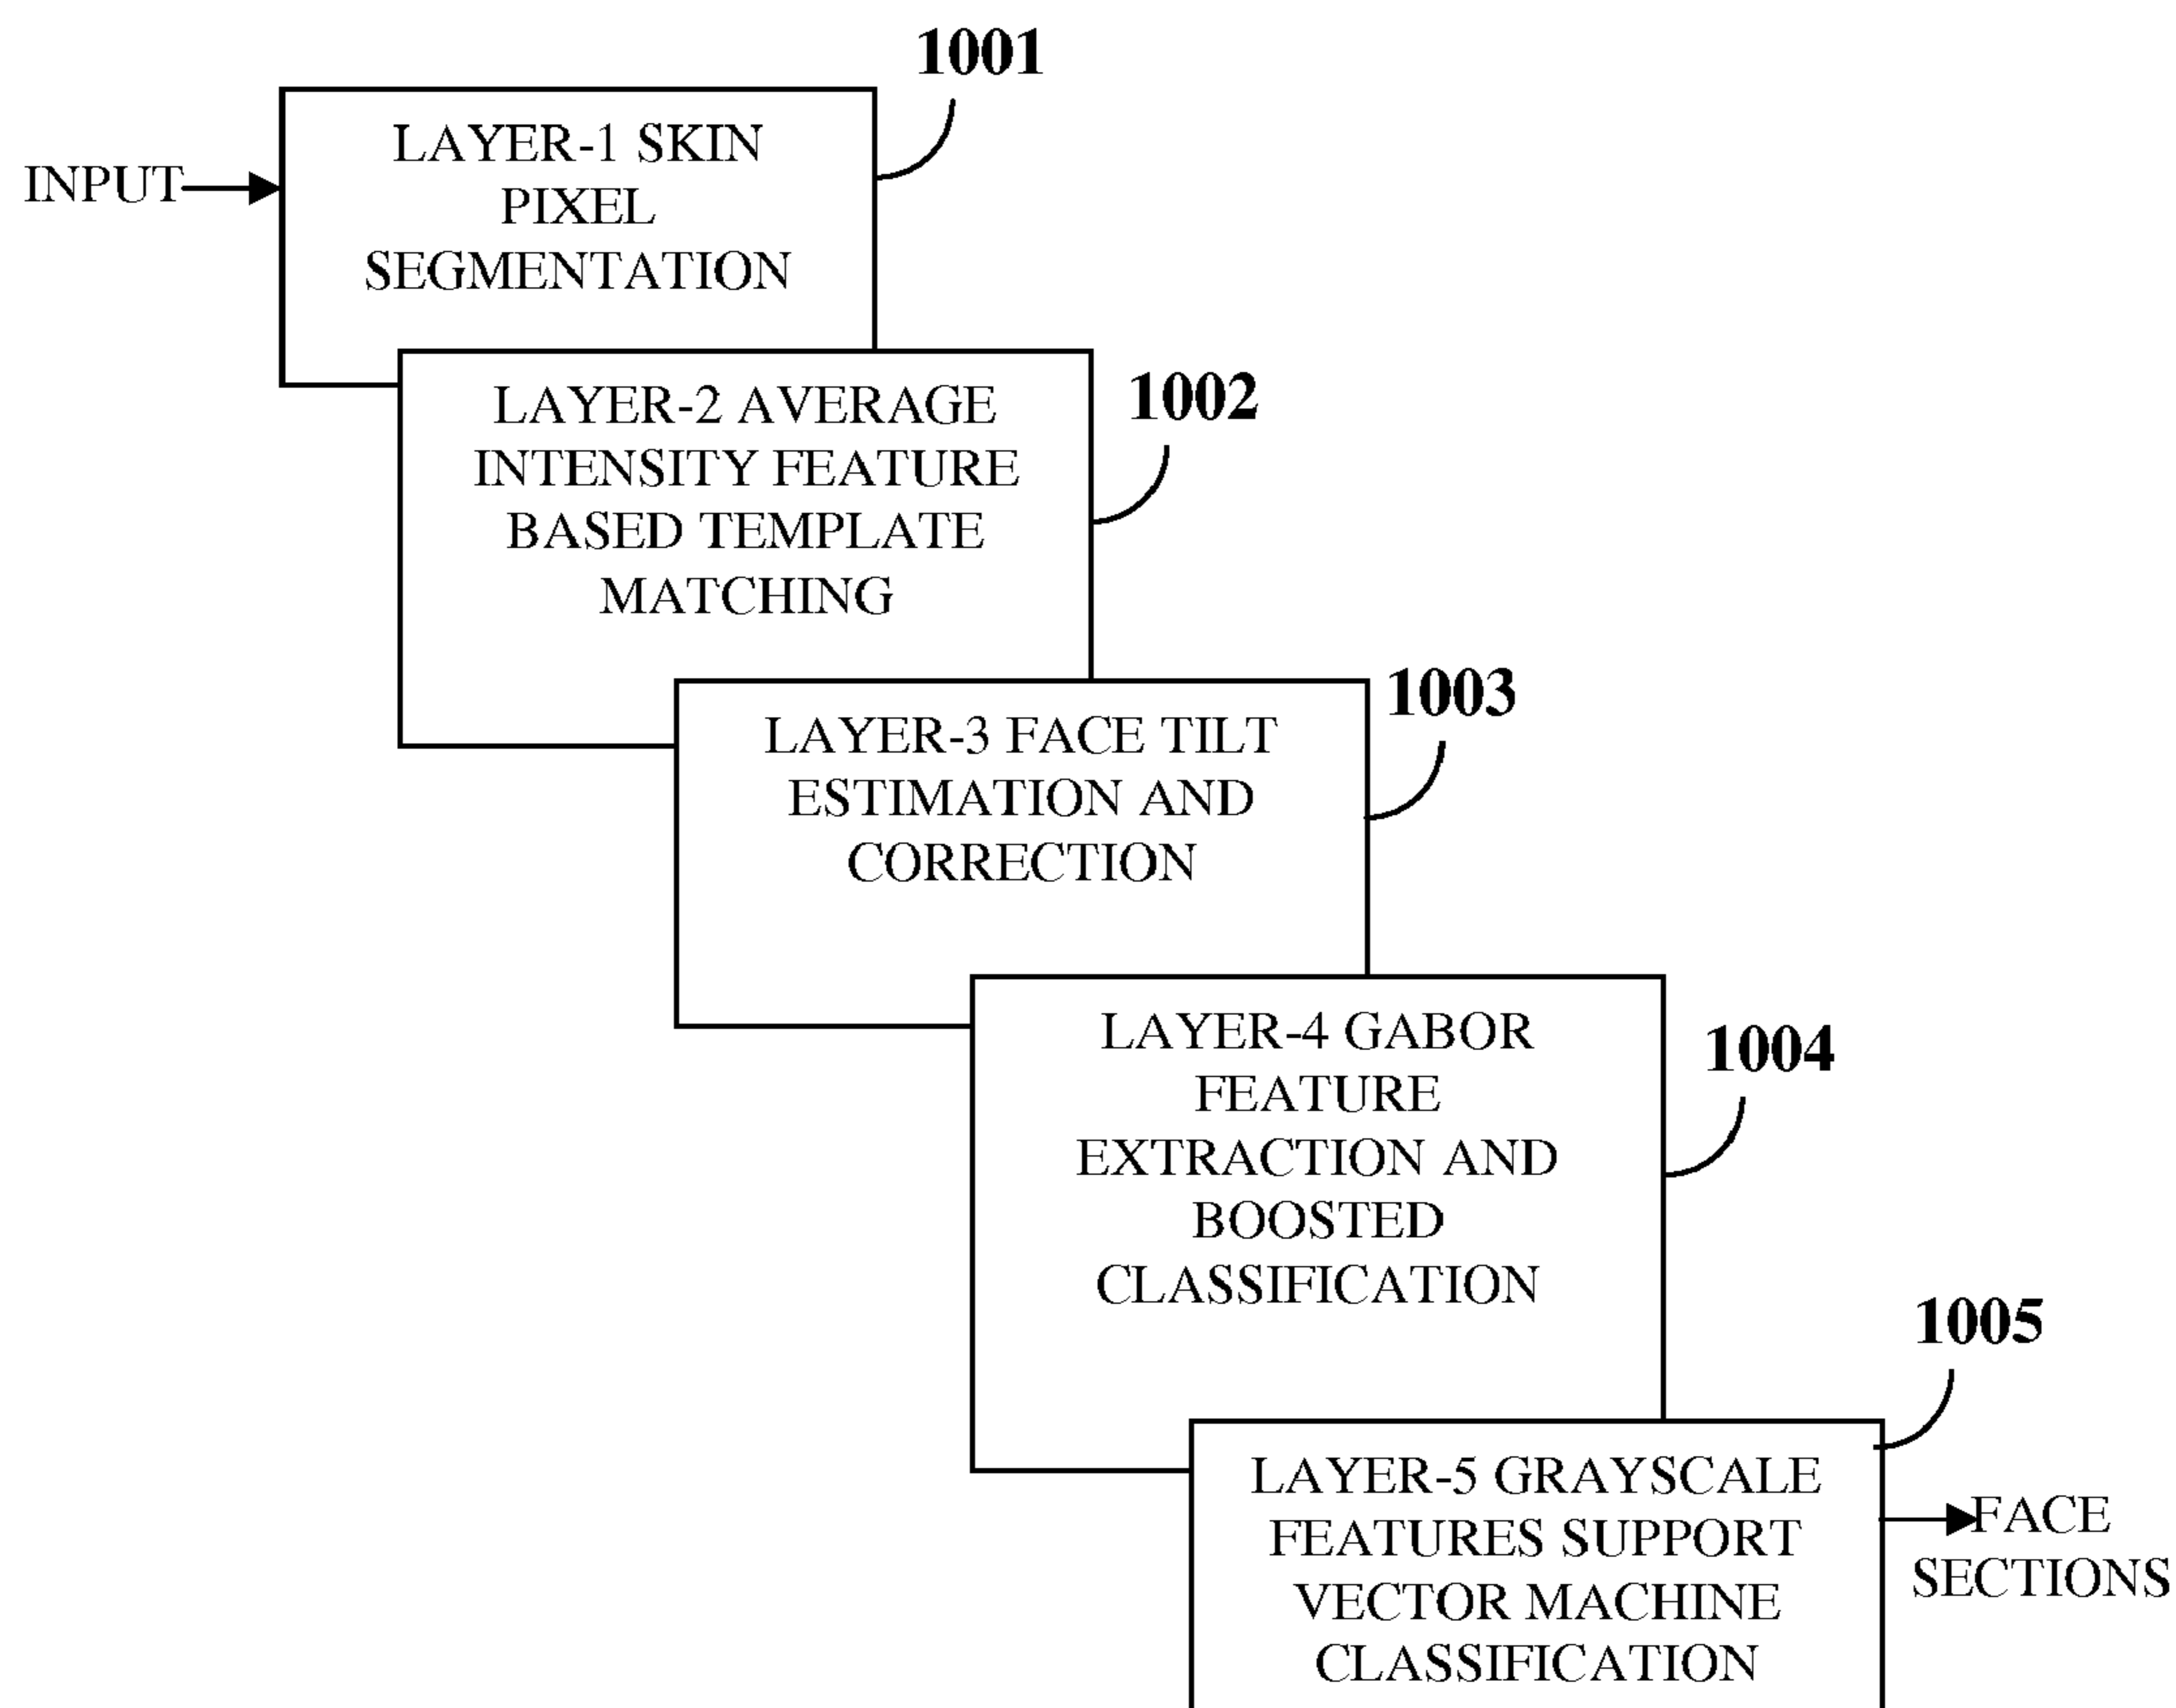 1001
LAYER-1 SKIN
PIXEL
SEGMENTATION
INPUT
1002
LAYER-2 AVERAGE
INTENSITY FEATURE
BASED TEMPLATE
MATCHING
1003
LAYER-3 FACE TILT
ESTIMATION AND
CORRECTION
1004
LAYER-4 GABOR
FEATURE
EXTRACTION AND
BOOSTED
CLASSIFICATION
1005
LAYER-5 GRAYSCALE
FEATURES SUPPORT
VECTOR MACHINE
CLASSIFICATION
FACE
SECTIONS